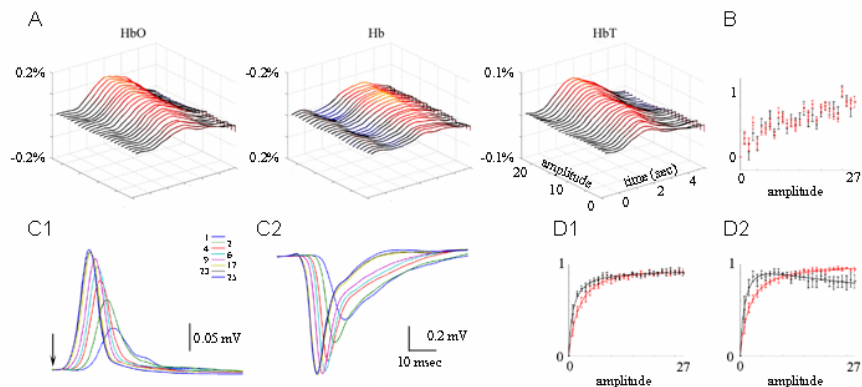 A
HbO
Hb
HbT
B
0.2%
-0.2%
-0.2%
0.2%
0.1%
-0.1%
amplitude
20
10
0
time (sec)
0
2
4
1
0
0
27
amplitude
C1
1
2
4
6
9
17
23
25
0.05 mV
C2
0.2 mV
10 msec
D1
1
0
0
27
amplitude
D2
1
0
0
27
amplitude